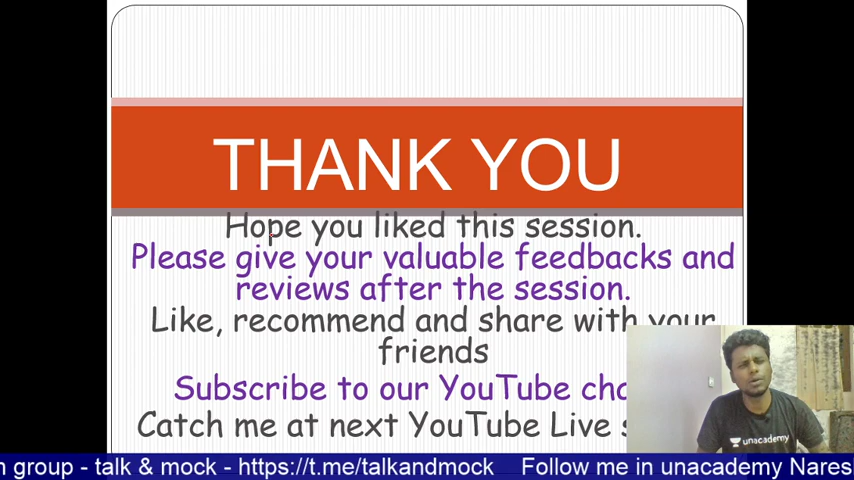 THANK YOU
Hope you liked this session.
Please give your valuable feedbacks and
reviews after the session.
Like, recommend and share with your
friends
Subscribe to our YouTube
Catch me at next YouTube Live
unacademy
group - talk & mock - https://t.me/talkandmock Follow me in unacademy